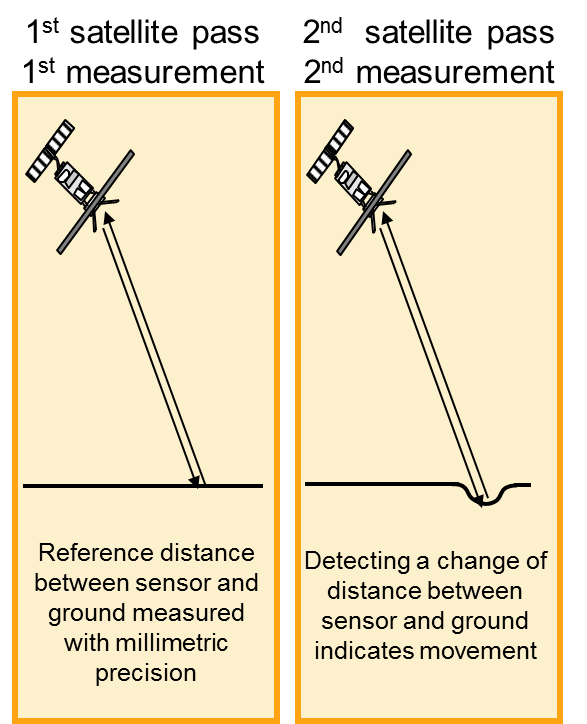 1st satellite pass
1st measurement
2nd satellite pass
2nd measurement
Reference distance
between sensor and
ground measured
with millimetric
precision
Detecting a change of
distance between
sensor and ground
indicates movement